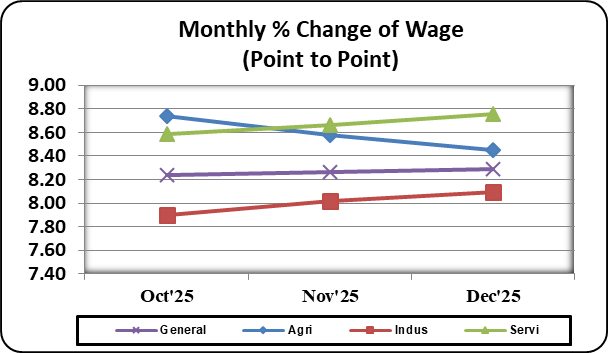 Monthly % Change of Wage
(Point to Point)
9.00
8.80
8.60
8.40
8.20
8.00
7.80
7.60
7.40
Oct'25 Nov'25 Dec'25
General Agri Indus Servi